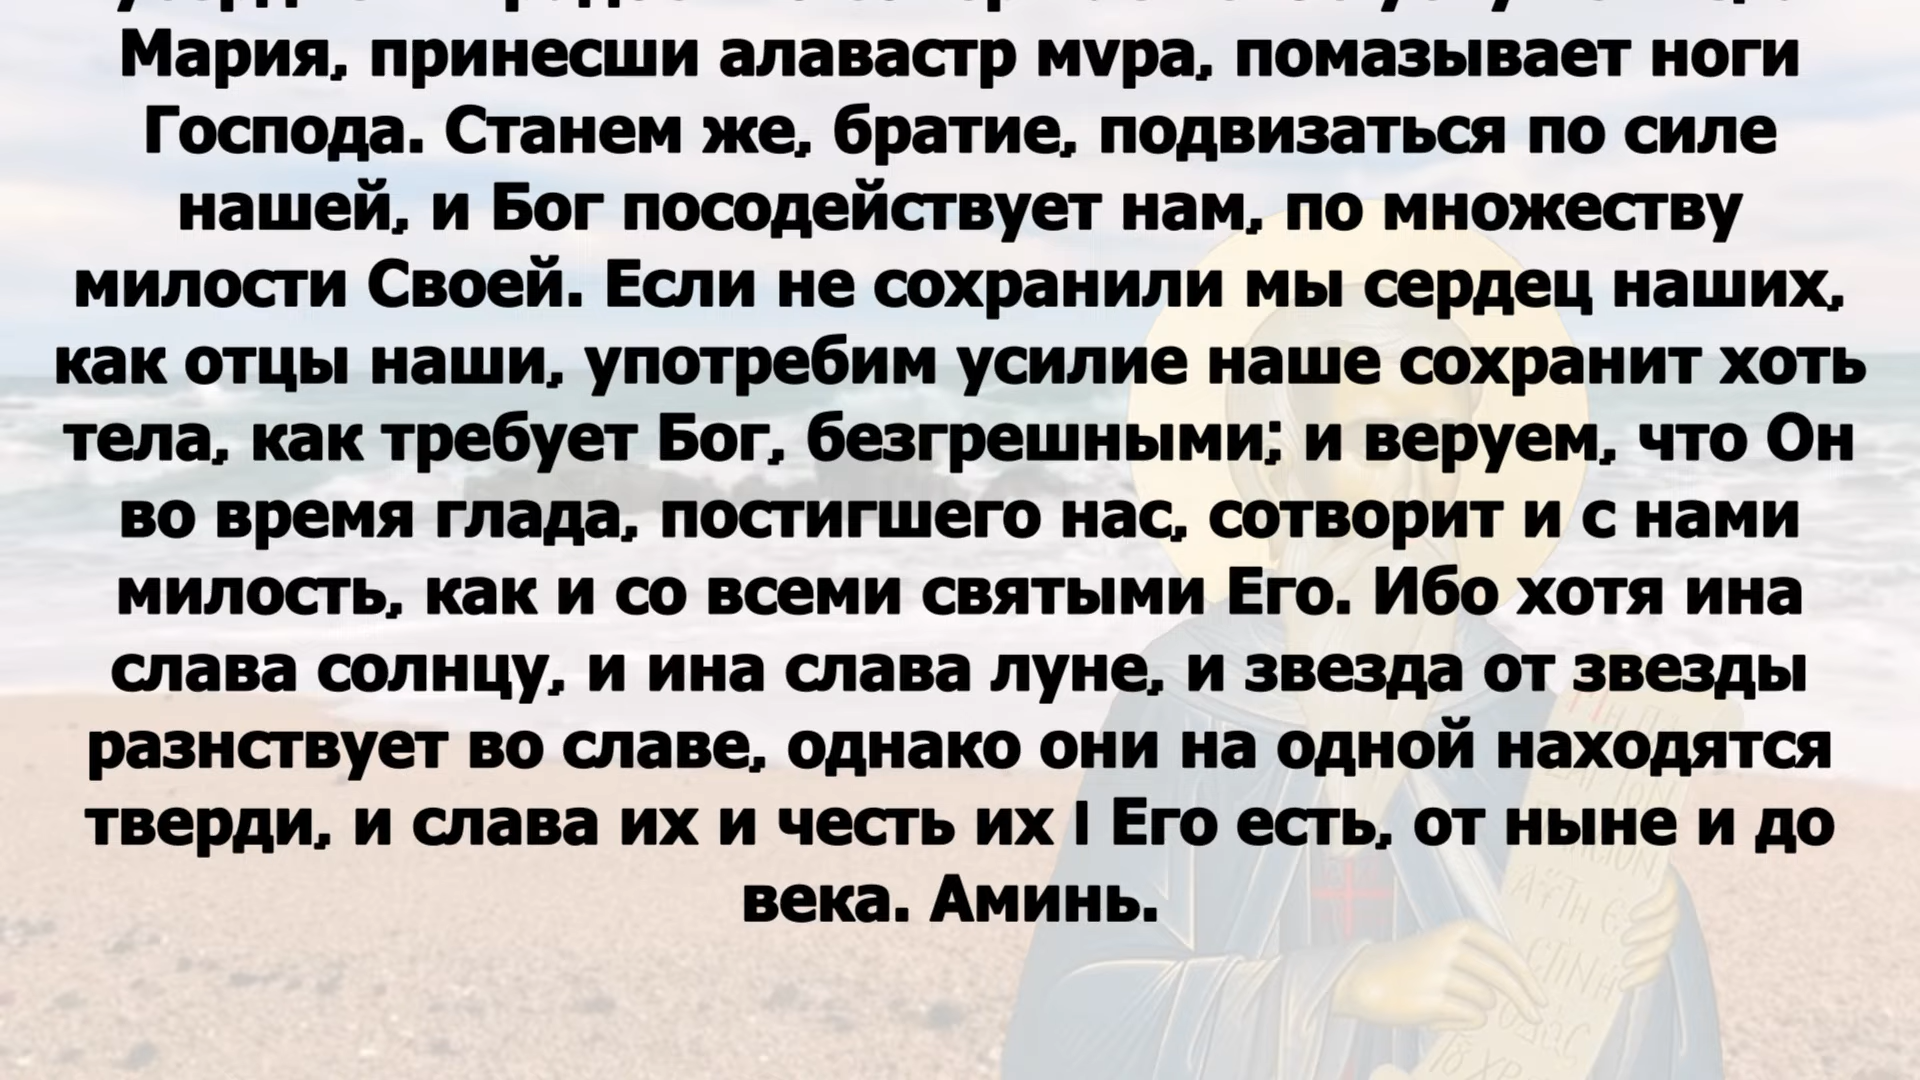 Мария, принесши алавастр мѵра, помазывает ноги
Господа. Станем же, братие, подвизаться по силе
нашей, и Бог посодействует нам, по множеству
милости Своей. Если не сохранили мы сердец наших,
как отцы наши, употребим усилие наше сохранит хоть
тела, как требует Бог, безгрешными; и веруем, что Он
во время глада, постигшего нас, сотворит и с нами
милость, как и со всеми святыми Его. Ибо хотя ина
слава солнцу, и ина слава луне, и звезда от звезды
разнствует во славе, однако они на одной находятся
тверди, и слава их и честь их I Его есть, от ныне и до
века. Аминь.